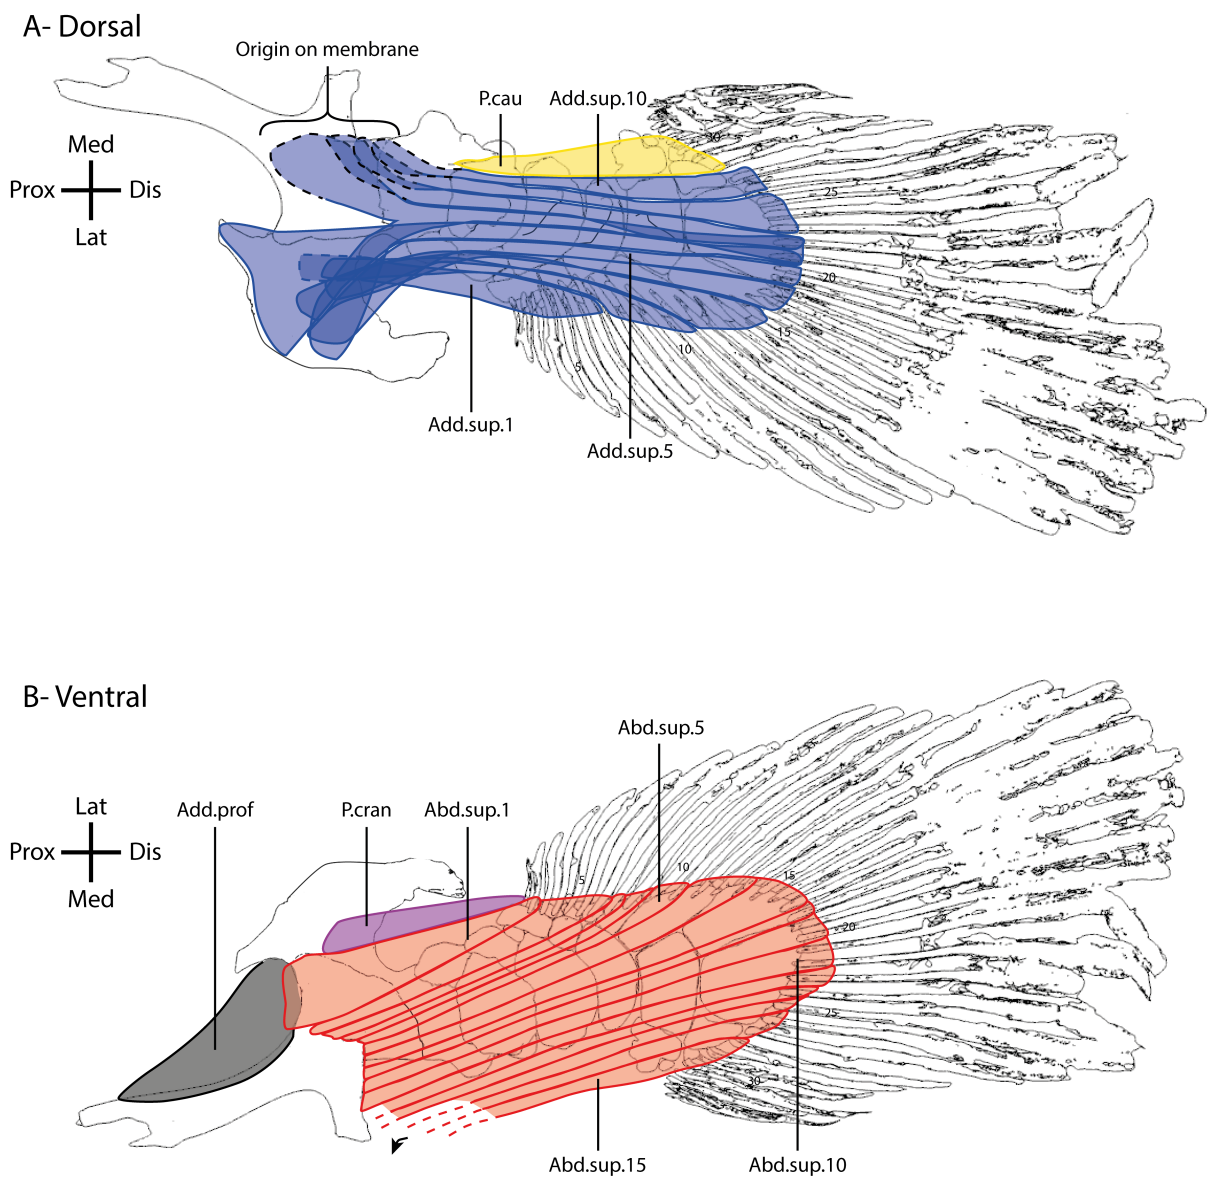 A- Dorsal
Origin on membrane
P.cau
Add.sup.10
30
Med
Prox
Dis
Lat
25
20
15
10
5
Add.sup.1
Add.sup.5
B- Ventral
Abd.sup.5
Lat
Add.prof
P.cran
Abd.sup.1
Prox
Dis
Med
5
10
15
20
25
30
Abd.sup.15
Abd.sup.10